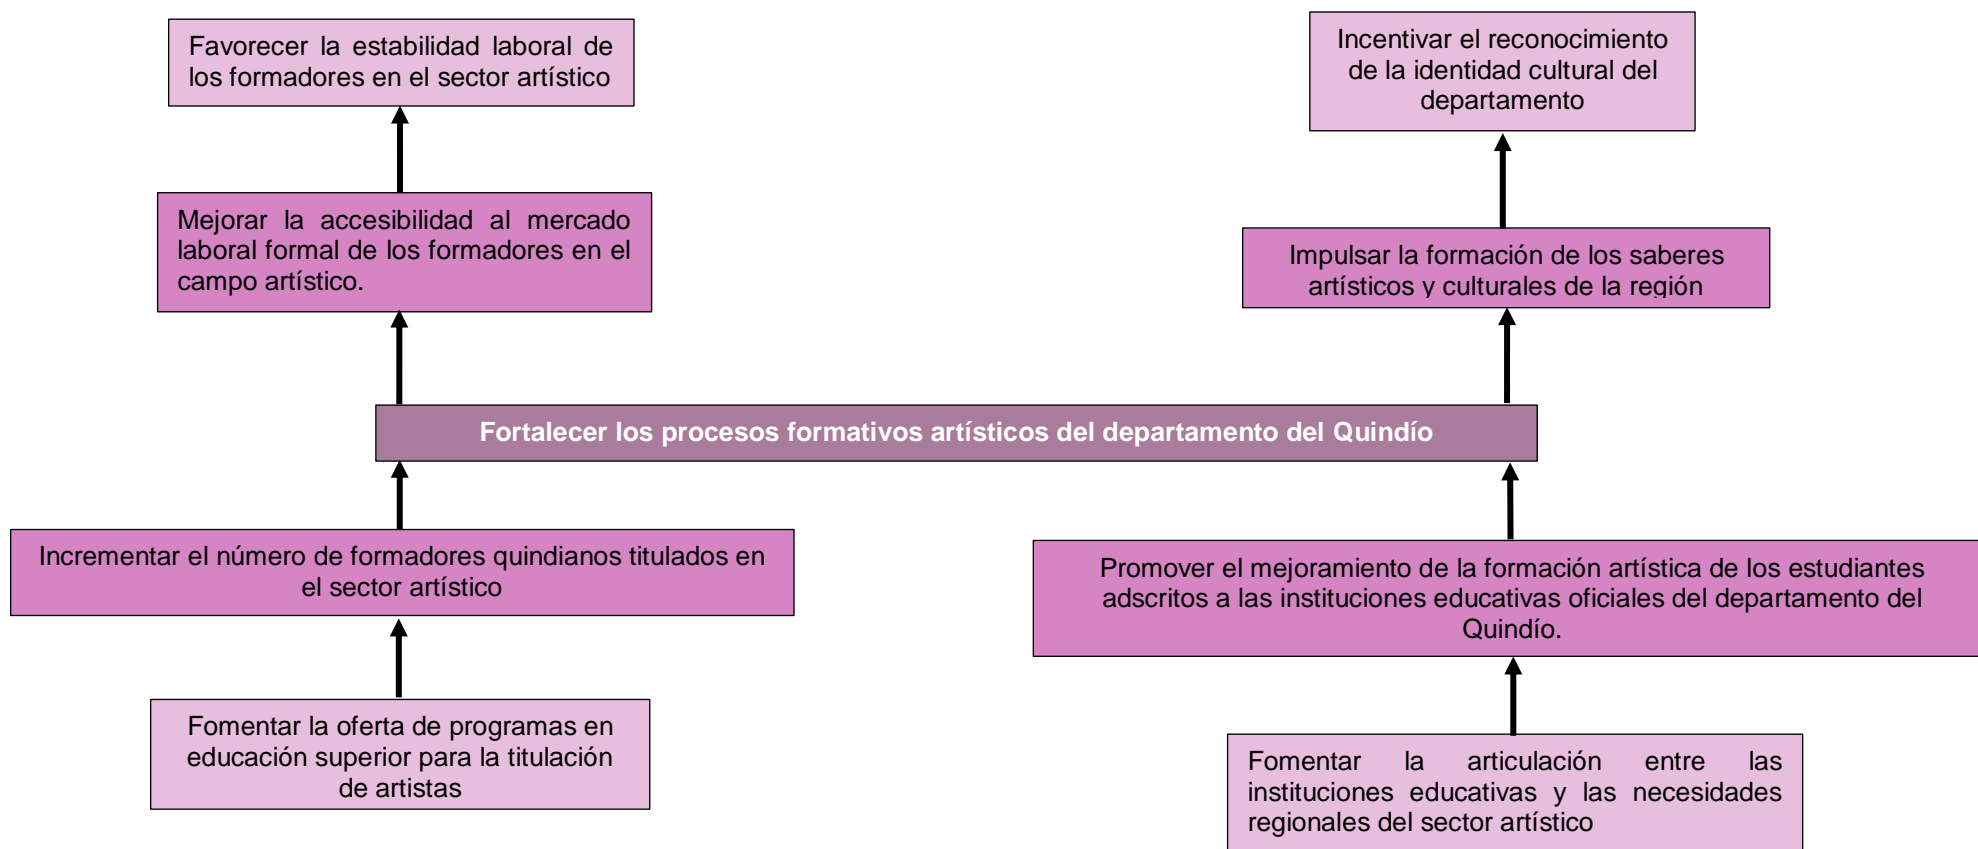 Favorecer la estabilidad laboral de
los formadores en el sector artístico
Incentivar el reconocimiento
de la identidad cultural del
departamento
Mejorar la accesibilidad al mercado
laboral formal de los formadores en el
campo artístico.
Impulsar la formación de los saberes
artísticos y culturales de la región
Fortalecer los procesos formativos artísticos del departamento del Quindío
Incrementar el número de formadores quindianos titulados en
el sector artístico
Promover el mejoramiento de la formación artística de los estudiantes
adscritos a las instituciones educativas oficiales del departamento del
Quindío.
Fomentar la oferta de programas en
educación superior para la titulación
de artistas
Fomentar la articulación entre las
instituciones educativas y las necesidades
regionales del sector artístico